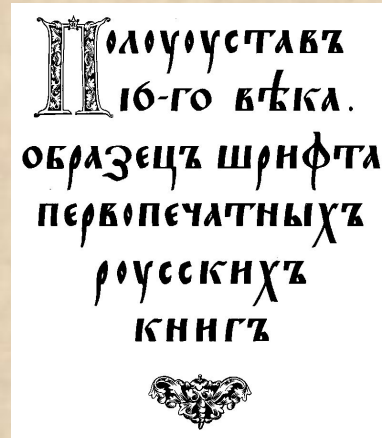 Полоуоуставъ
16-го вѣка.
образецъ шрифта
первопечатныхъ
роусскихъ
книгъ